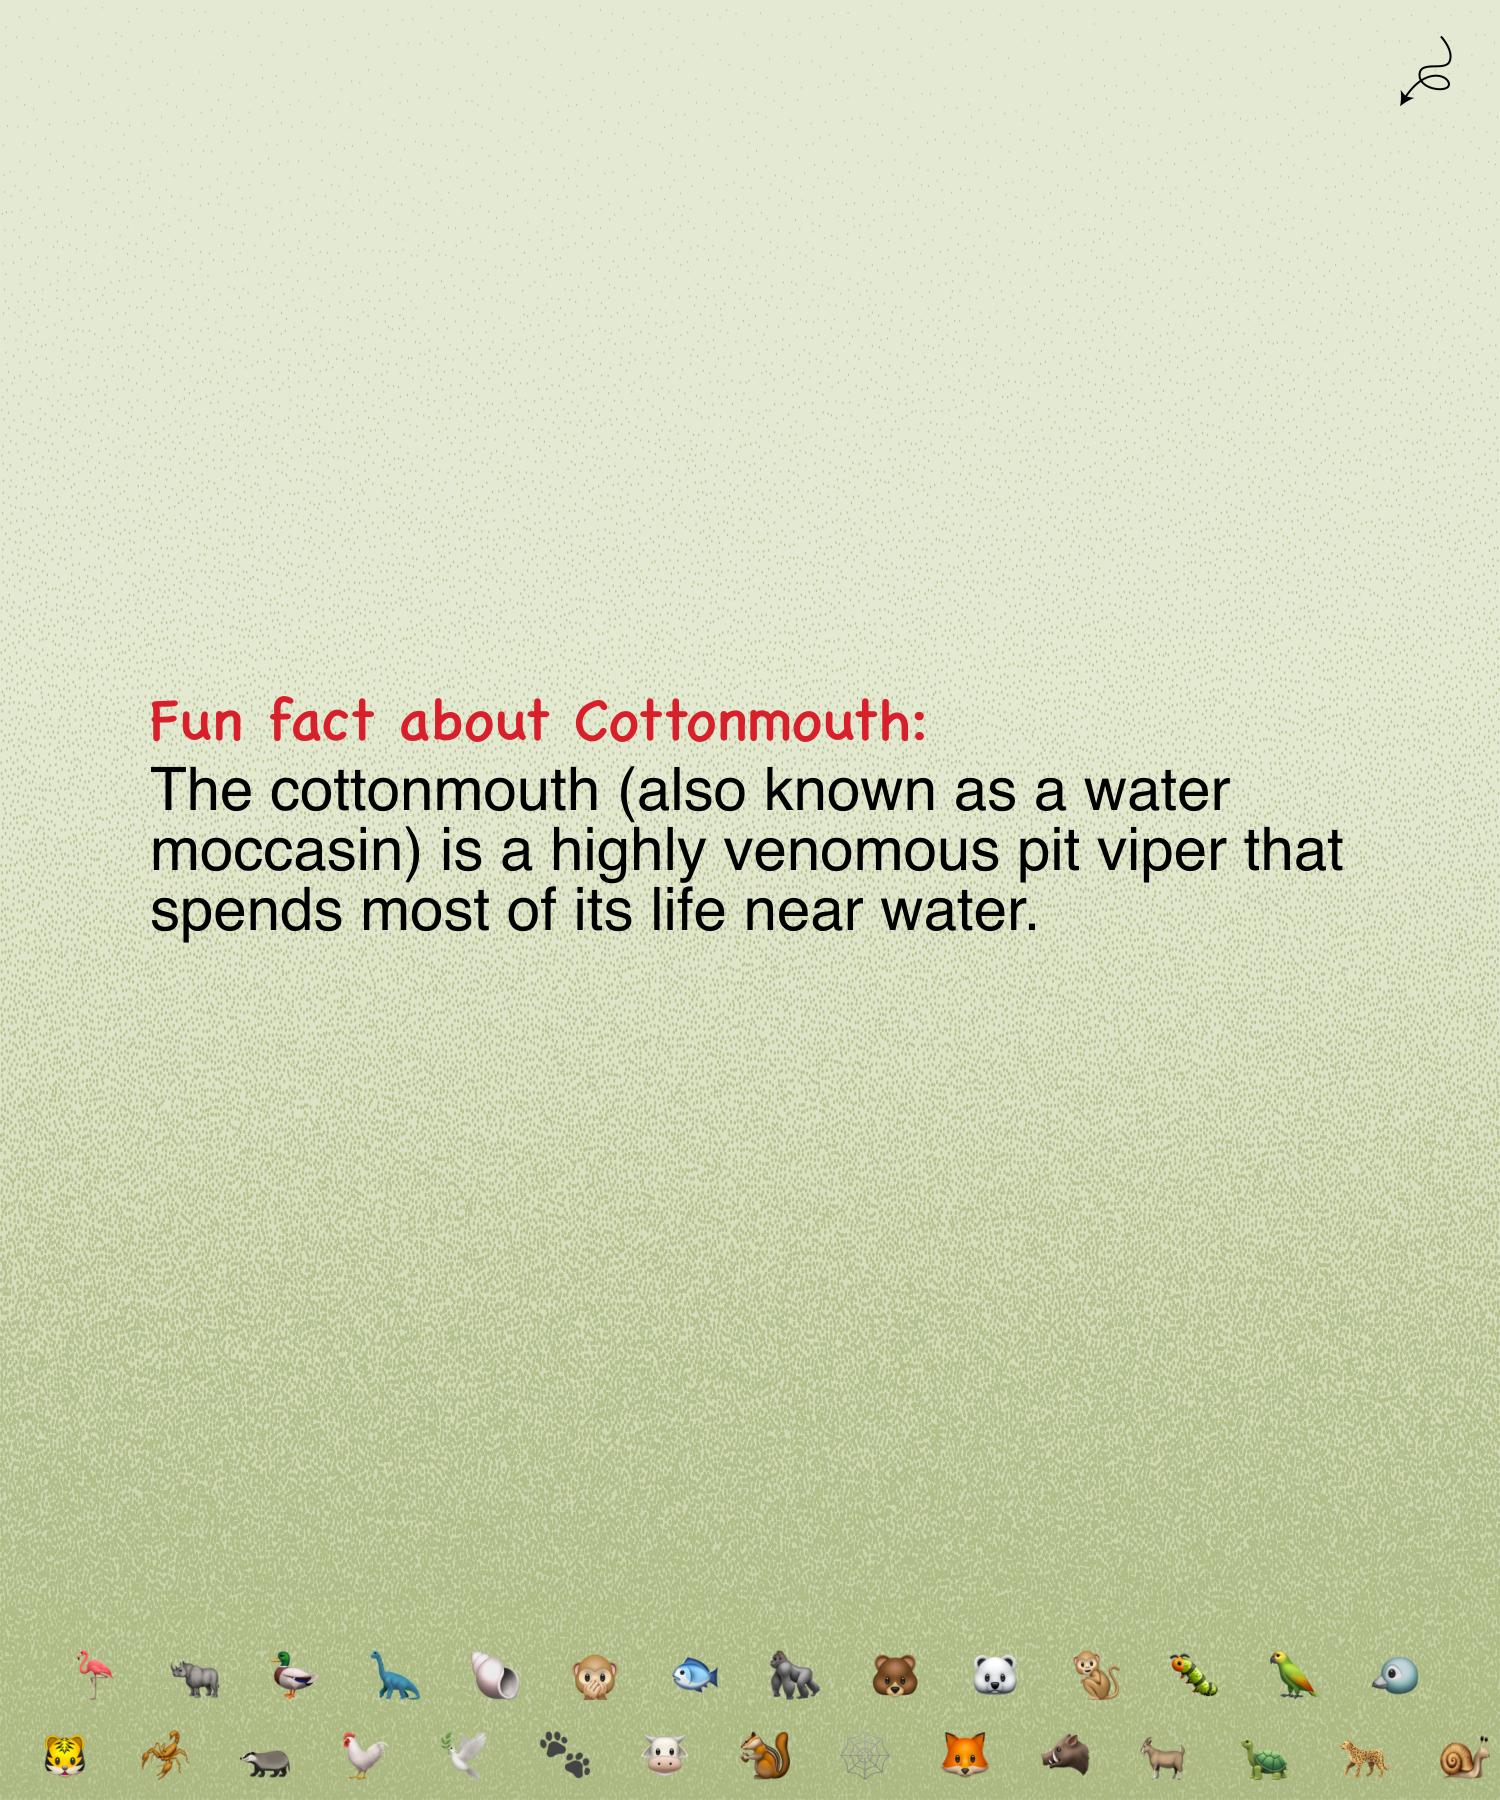 Fun fact about Cottonmouth:
The cottonmouth (also known as a water
moccasin) is a highly venomous pit viper that
spends most of its life near water.